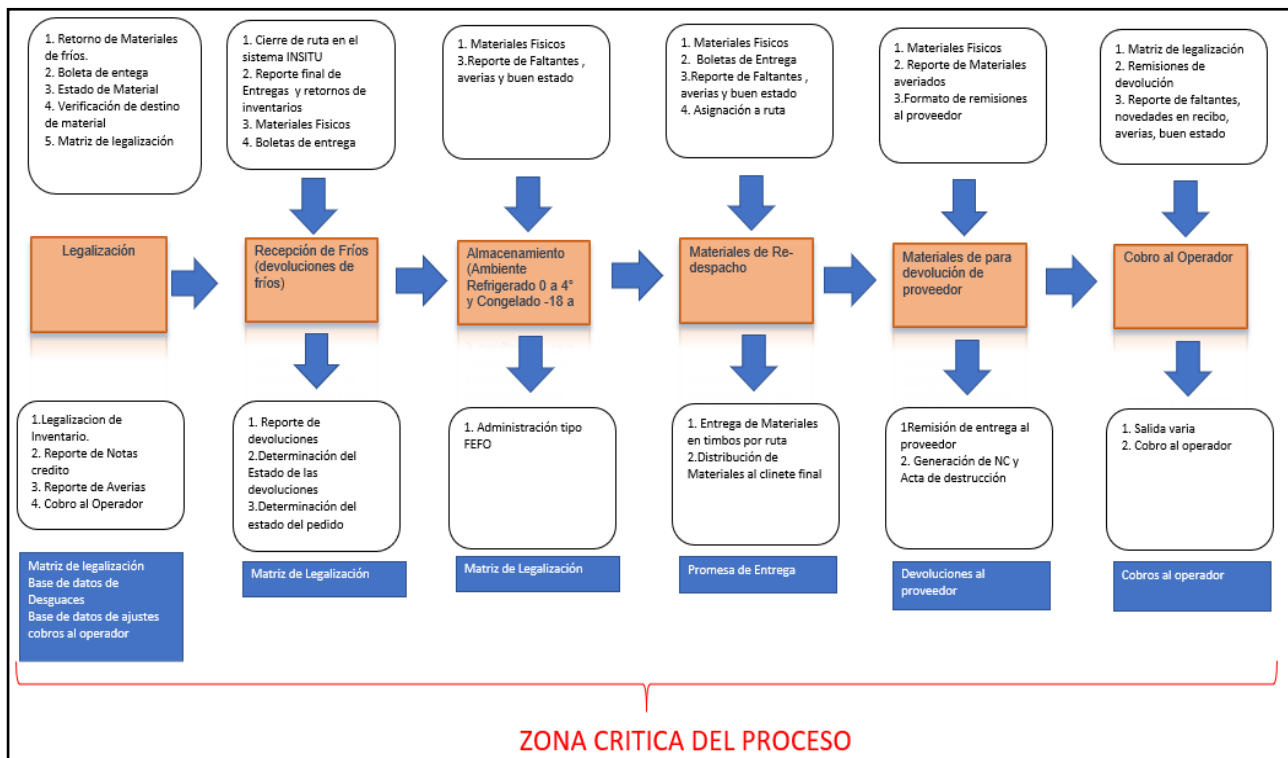 1. Retorno de Materiales
de fríos.
2. Boleta de entega
3. Estado de Material
4. Verificación de destino
de material
5. Matriz de legalización
1. Cierre de ruta en el
sistema INSITU
2. Reporte final de
Entregas y retornos de
inventarios
3. Materiales Fisicos
4. Boletas de entrega
1. Materiales Fisicos
3.Reporte de Faltantes ,
averias y buen estado
1. Materiales Fisicos
2. Boletas de Entrega
3.Reporte de Faltantes ,
averias y buen estado
4. Asignación a ruta
1. Materiales Fisicos
2. Reporte de Materiales
averiados
3.Formato de remisiones
al proveedor
1. Matriz de legalización
2. Remisiones de
devolución
3. Reporte de faltantes,
novedades en recibo,
averias, buen estado
Legalización
Recepción de Fríos
(devoluciones de
fríos)
Almacenamiento
(Ambiente
Refrigerado 0 a 4°
y Congelado -18 a
Materiales de Re-
despacho
Materiales de para
devolución de
proveedor
Cobro al Operador
1.Legalizacion de
Inventario.
2. Reporte de Notas
credito
3. Reporte de Averias
4. Cobro al Operador
1. Reporte de
devoluciones
2.Determinación del
Estado de las
devoluciones
3.Determinación del
estado del pedido
1. Administración tipo
FEFO
1. Entrega de Materiales
en timbos por ruta
2.Distribución de
Materiales al clinete final
1Remisión de entrega al
proveedor
2. Generación de NC y
Acta de destrucción
1. Salida varia
2. Cobro al operador
Matriz de legalización
Base de datos de
Desguaces
Base de datos de ajustes
cobros al operador
Matriz de Legalización
Matriz de Legalización
Promesa de Entrega
Devoluciones al
proveedor
Cobros al operador
ZONA CRITICA DEL PROCESO